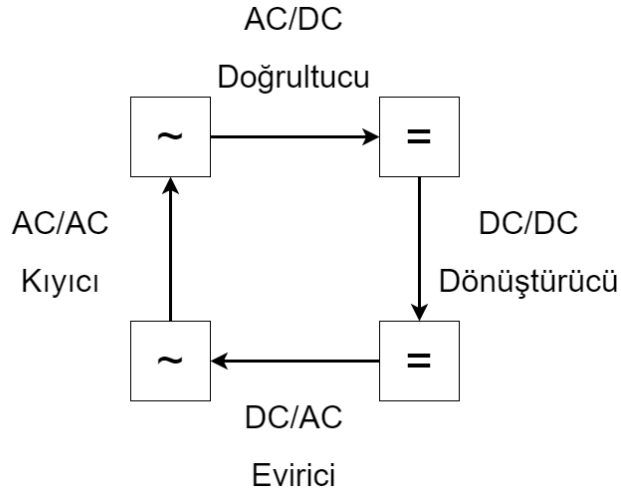 AC/DC
Doğrultucu
~
=
AC/AC
Kıyıcı
DC/DC
Dönüştürücü
~
=
DC/AC
Evirici